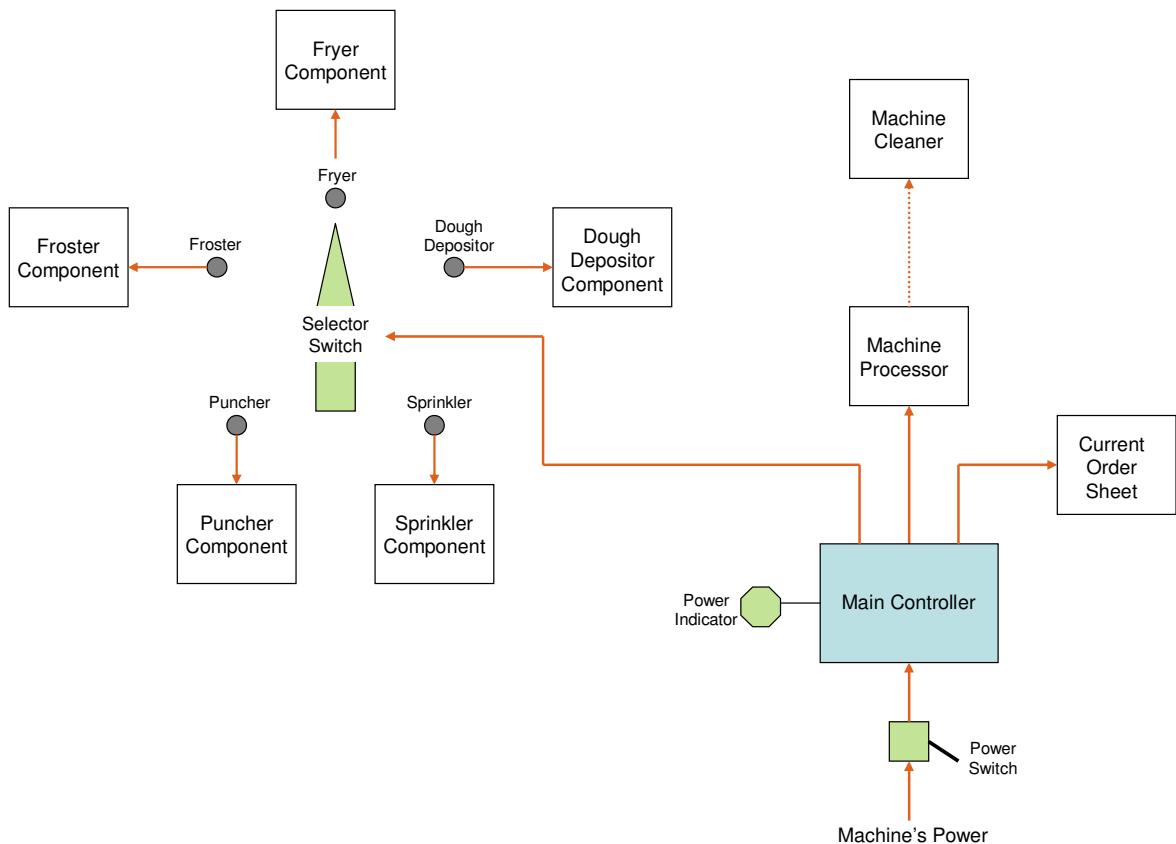 Fryer
Component
Machine
Cleaner
Fryer
Froster
Component
Froster
Dough
Depositor
Dough
Depositor
Component
Selector
Switch
Machine
Processor
Puncher
Sprinkler
Current
Order
Sheet
Puncher
Component
Sprinkler
Component
Power
Indicator
Main Controller
Power
Switch
Machine’s Power